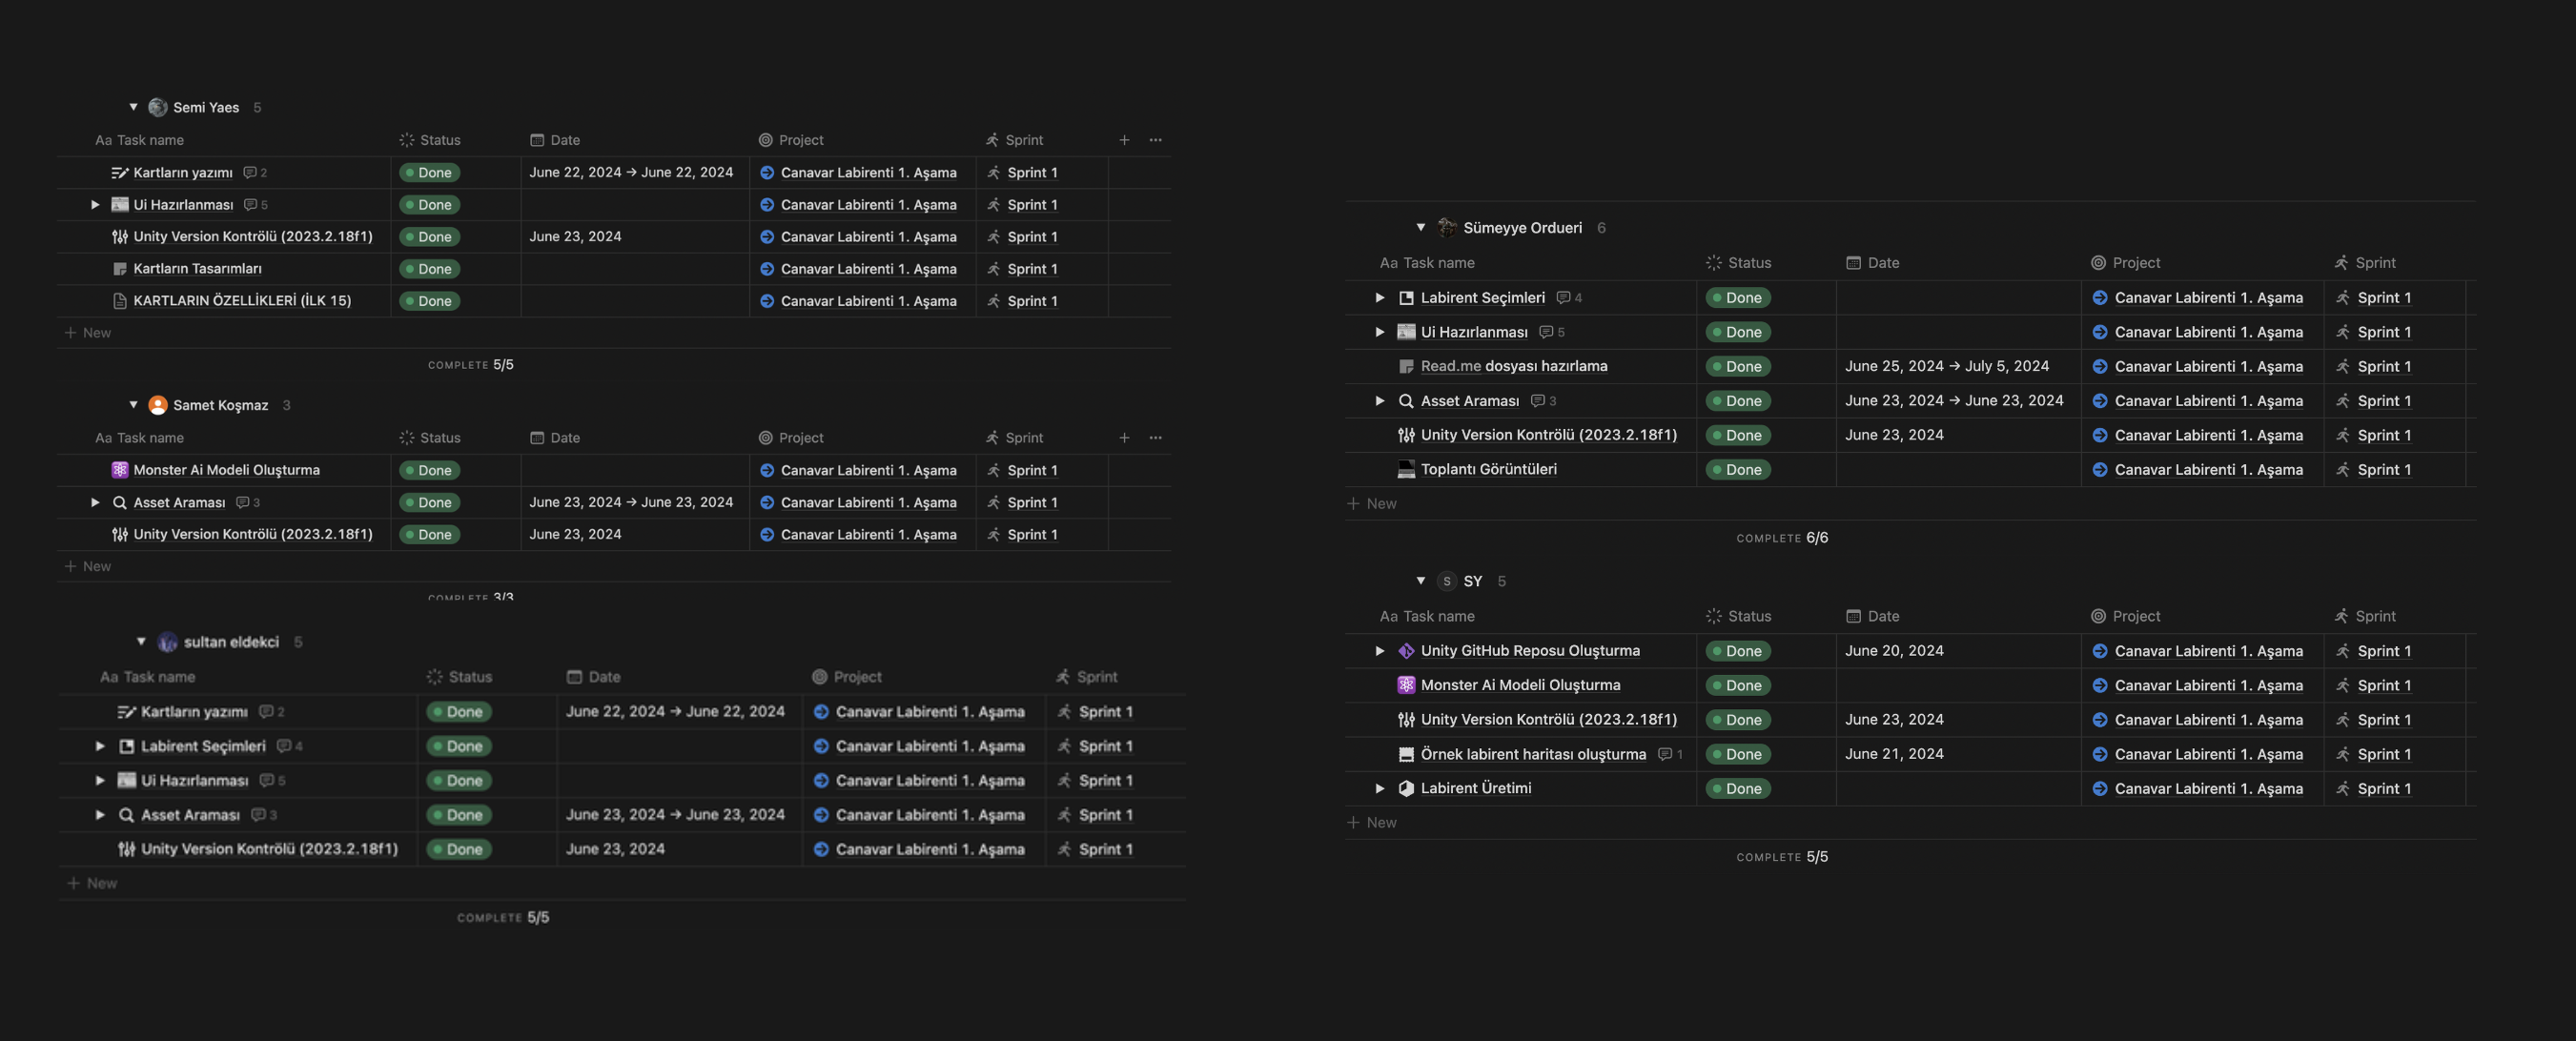 Semi Yaes 5
Aa Task name Status Date Project Sprint
Kartların yazımı 2 Done June 22, 2024 → June 22, 2024 Canavar Labirenti 1. Aşama Sprint 1
Ui Hazırlanması 5 Done Canavar Labirenti 1. Aşama Sprint 1
Unity Version Kontrölü (2023.2.18f1) Done June 23, 2024 Canavar Labirenti 1. Aşama Sprint 1
Kartların Tasarımları Done Canavar Labirenti 1. Aşama Sprint 1
KARTLARIN ÖZELLİKLERİ (İLK 15) Done Canavar Labirenti 1. Aşama Sprint 1
+ New
COMPLETE 5/5
Samet Koşmaz 3
Aa Task name Status Date Project Sprint
Monster Ai Modeli Oluşturma Done Canavar Labirenti 1. Aşama Sprint 1
Asset Araması 3 Done June 23, 2024 → June 23, 2024 Canavar Labirenti 1. Aşama Sprint 1
Unity Version Kontrölü (2023.2.18f1) Done June 23, 2024 Canavar Labirenti 1. Aşama Sprint 1
+ New
COMPLETE 3/3
sultan eldekci 5
Aa Task name Status Date Project Sprint
Kartların yazımı 2 Done June 22, 2024 → June 22, 2024 Canavar Labirenti 1. Aşama Sprint 1
Labirent Seçimleri 4 Done Canavar Labirenti 1. Aşama Sprint 1
Ui Hazırlanması 5 Done Canavar Labirenti 1. Aşama Sprint 1
Asset Araması 3 Done June 23, 2024 → June 23, 2024 Canavar Labirenti 1. Aşama Sprint 1
Unity Version Kontrölü (2023.2.18f1) Done June 23, 2024 Canavar Labirenti 1. Aşama Sprint 1
+ New
COMPLETE 5/5
Sümeyye Ordueri 6
Aa Task name Status Date Project Sprint
Labirent Seçimleri 4 Done Canavar Labirenti 1. Aşama Sprint 1
Ui Hazırlanması 5 Done Canavar Labirenti 1. Aşama Sprint 1
Read.me dosyası hazırlama Done June 25, 2024 → July 5, 2024 Canavar Labirenti 1. Aşama Sprint 1
Asset Araması 3 Done June 23, 2024 → June 23, 2024 Canavar Labirenti 1. Aşama Sprint 1
Unity Version Kontrölü (2023.2.18f1) Done June 23, 2024 Canavar Labirenti 1. Aşama Sprint 1
Toplantı Görüntüleri Done Canavar Labirenti 1. Aşama Sprint 1
+ New
COMPLETE 6/6
S SY 5
Aa Task name Status Date Project Sprint
Unity GitHub Reposu Oluşturma Done June 20, 2024 Canavar Labirenti 1. Aşama Sprint 1
Monster Ai Modeli Oluşturma Done Canavar Labirenti 1. Aşama Sprint 1
Unity Version Kontrölü (2023.2.18f1) Done June 23, 2024 Canavar Labirenti 1. Aşama Sprint 1
Örnek labirent haritası oluşturma 1 Done June 21, 2024 Canavar Labirenti 1. Aşama Sprint 1
Labirent Üretimi Done Canavar Labirenti 1. Aşama Sprint 1
+ New
COMPLETE 5/5